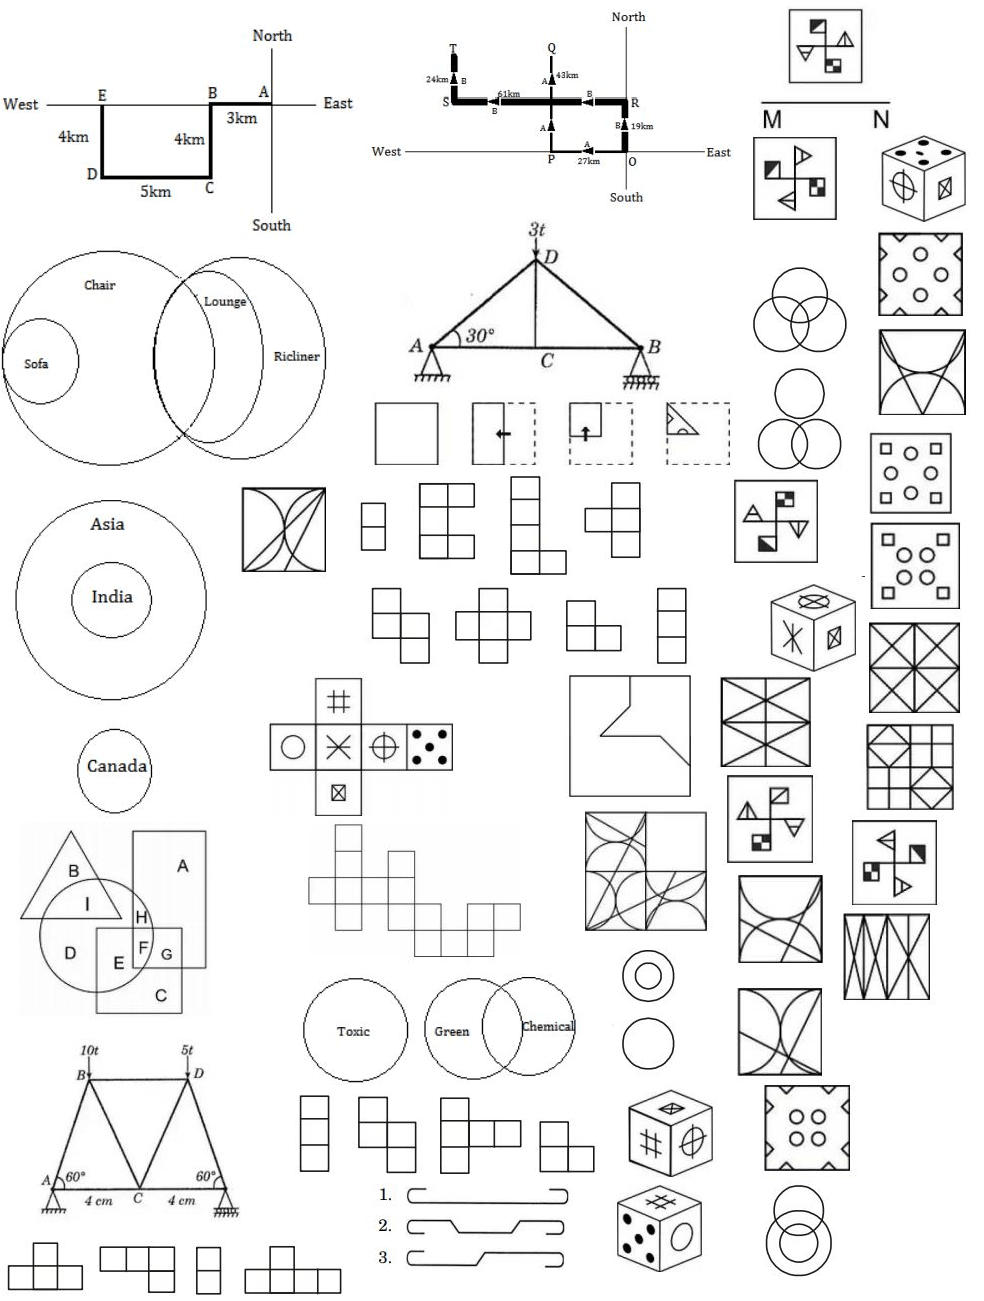 North
West
E
B
A
East
3km
4km
4km
D
5km
C
South
North
T
Q
24km
B
A
43km
S
61km
B
B
R
A
B
19km
West
A
P
27km
O
East
South
M N
Chair
Lounge
Sofa
Ricliner
3t
D
A
30°
C
B
Asia
India
Canada
B
A
I
H
D
E
F
G
C
Toxic
Green
Chemical
10t
5t
B
D
A
60°
60°
4 cm
C
4 cm
1.
2.
3.